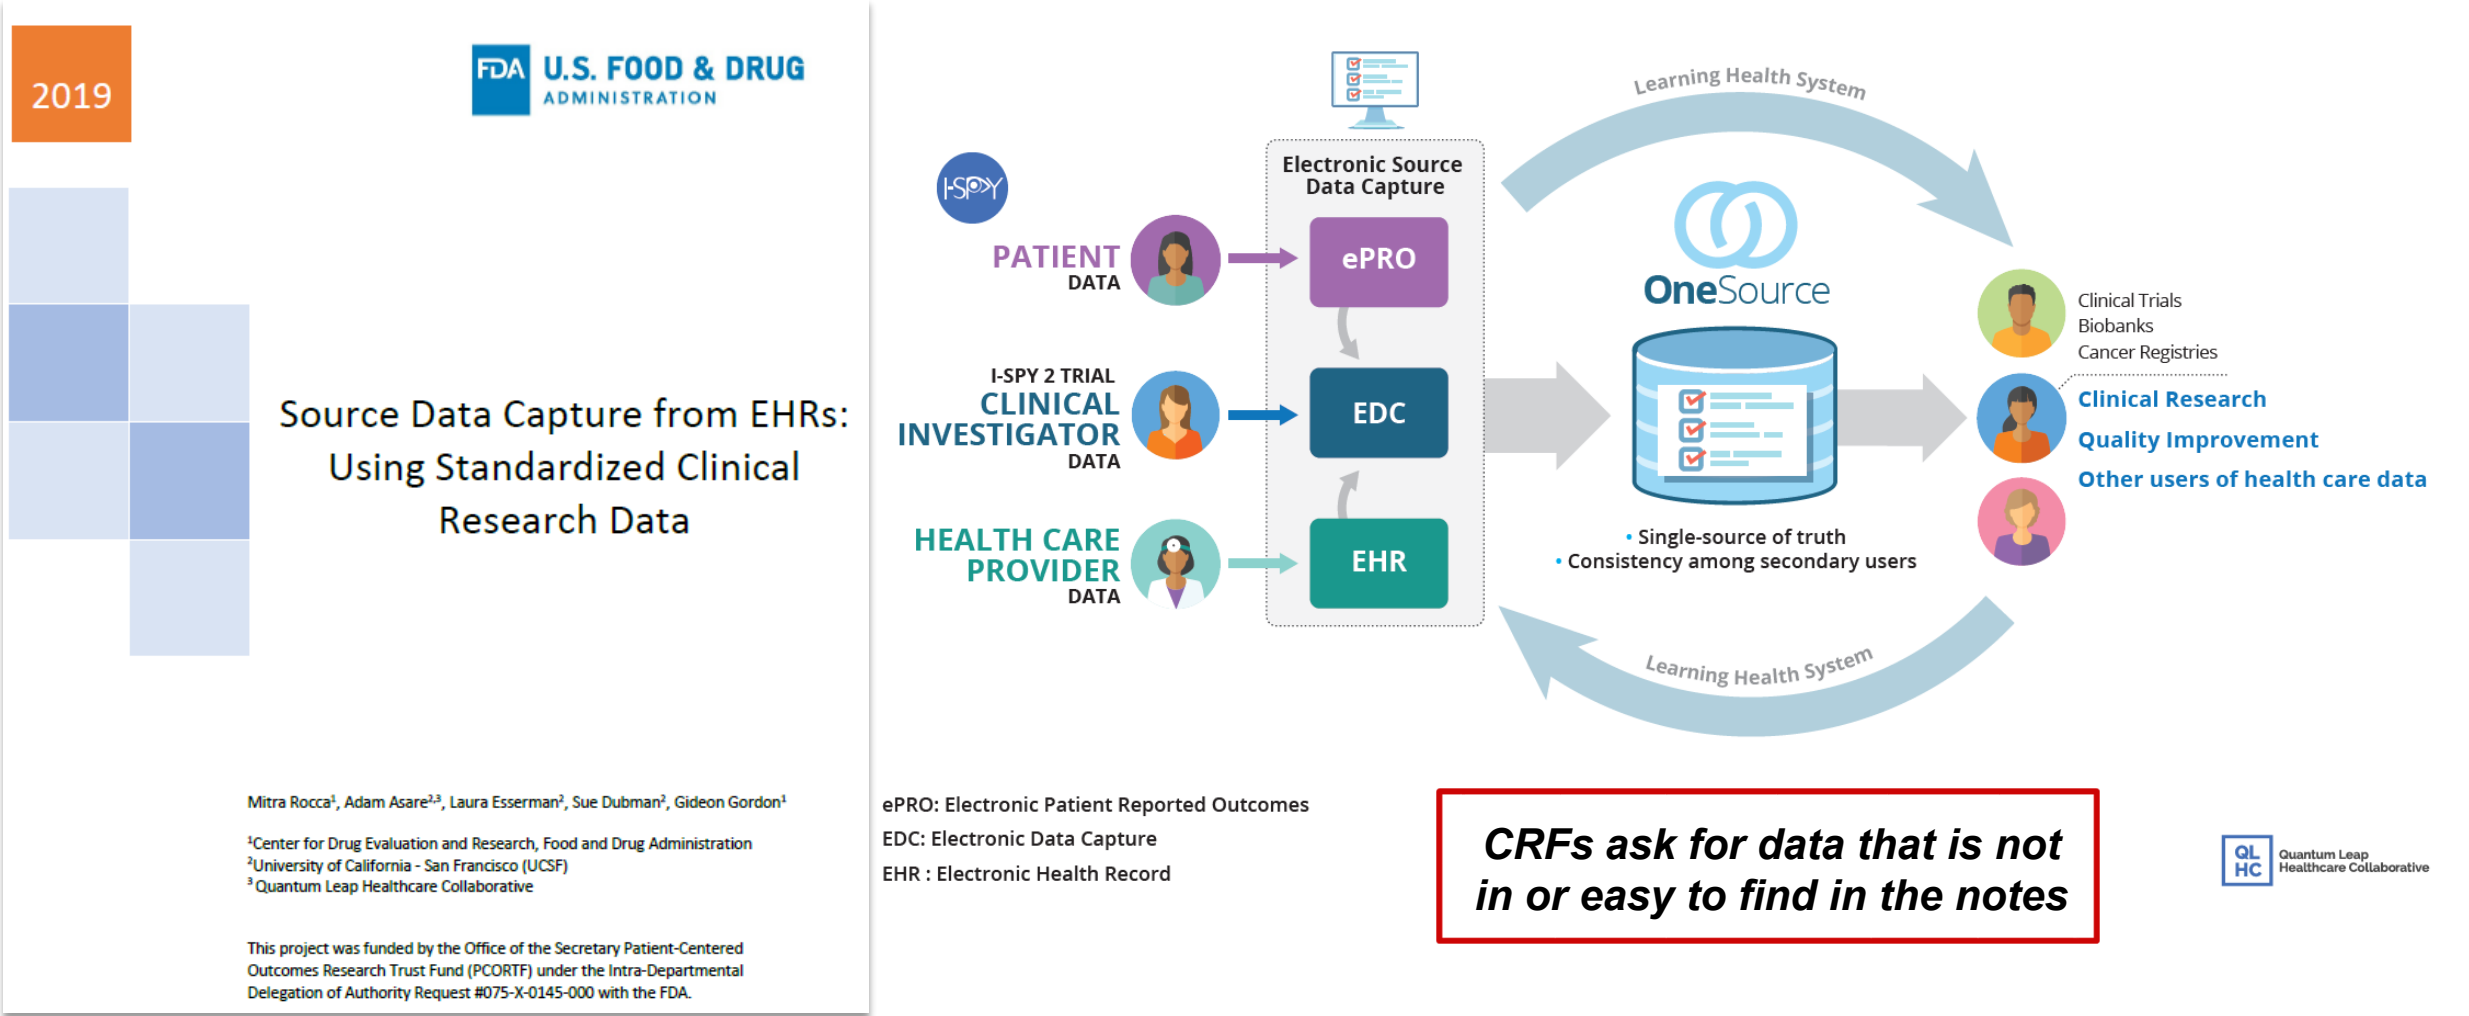 2019
FDA
U.S. FOOD & DRUG
ADMINISTRATION
Source Data Capture from EHRs:
Using Standardized Clinical
Research Data
Mitra Rocca¹, Adam Asare²,³, Laura Esserman², Sue Dubman², Gideon Gordon¹
¹Center for Drug Evaluation and Research, Food and Drug Administration
²University of California - San Francisco (UCSF)
³ Quantum Leap Healthcare Collaborative
This project was funded by the Office of the Secretary Patient-Centered
Outcomes Research Trust Fund (PCORTF) under the Intra-Departmental
Delegation of Authority Request #075-X-0145-000 with the FDA.
I-SPY
PATIENT
DATA
I-SPY 2 TRIAL
CLINICAL
INVESTIGATOR
DATA
HEALTH CARE
PROVIDER
DATA
Electronic Source
Data Capture
ePRO
EDC
EHR
Learning Health System
OneSource
• Single-source of truth
• Consistency among secondary users
Clinical Trials
Biobanks
Cancer Registries
Clinical Research
Quality Improvement
Other users of health care data
Learning Health System
ePRO: Electronic Patient Reported Outcomes
EDC: Electronic Data Capture
EHR : Electronic Health Record
CRFs ask for data that is not
in or easy to find in the notes
QL
HC
Quantum Leap
Healthcare Collaborative